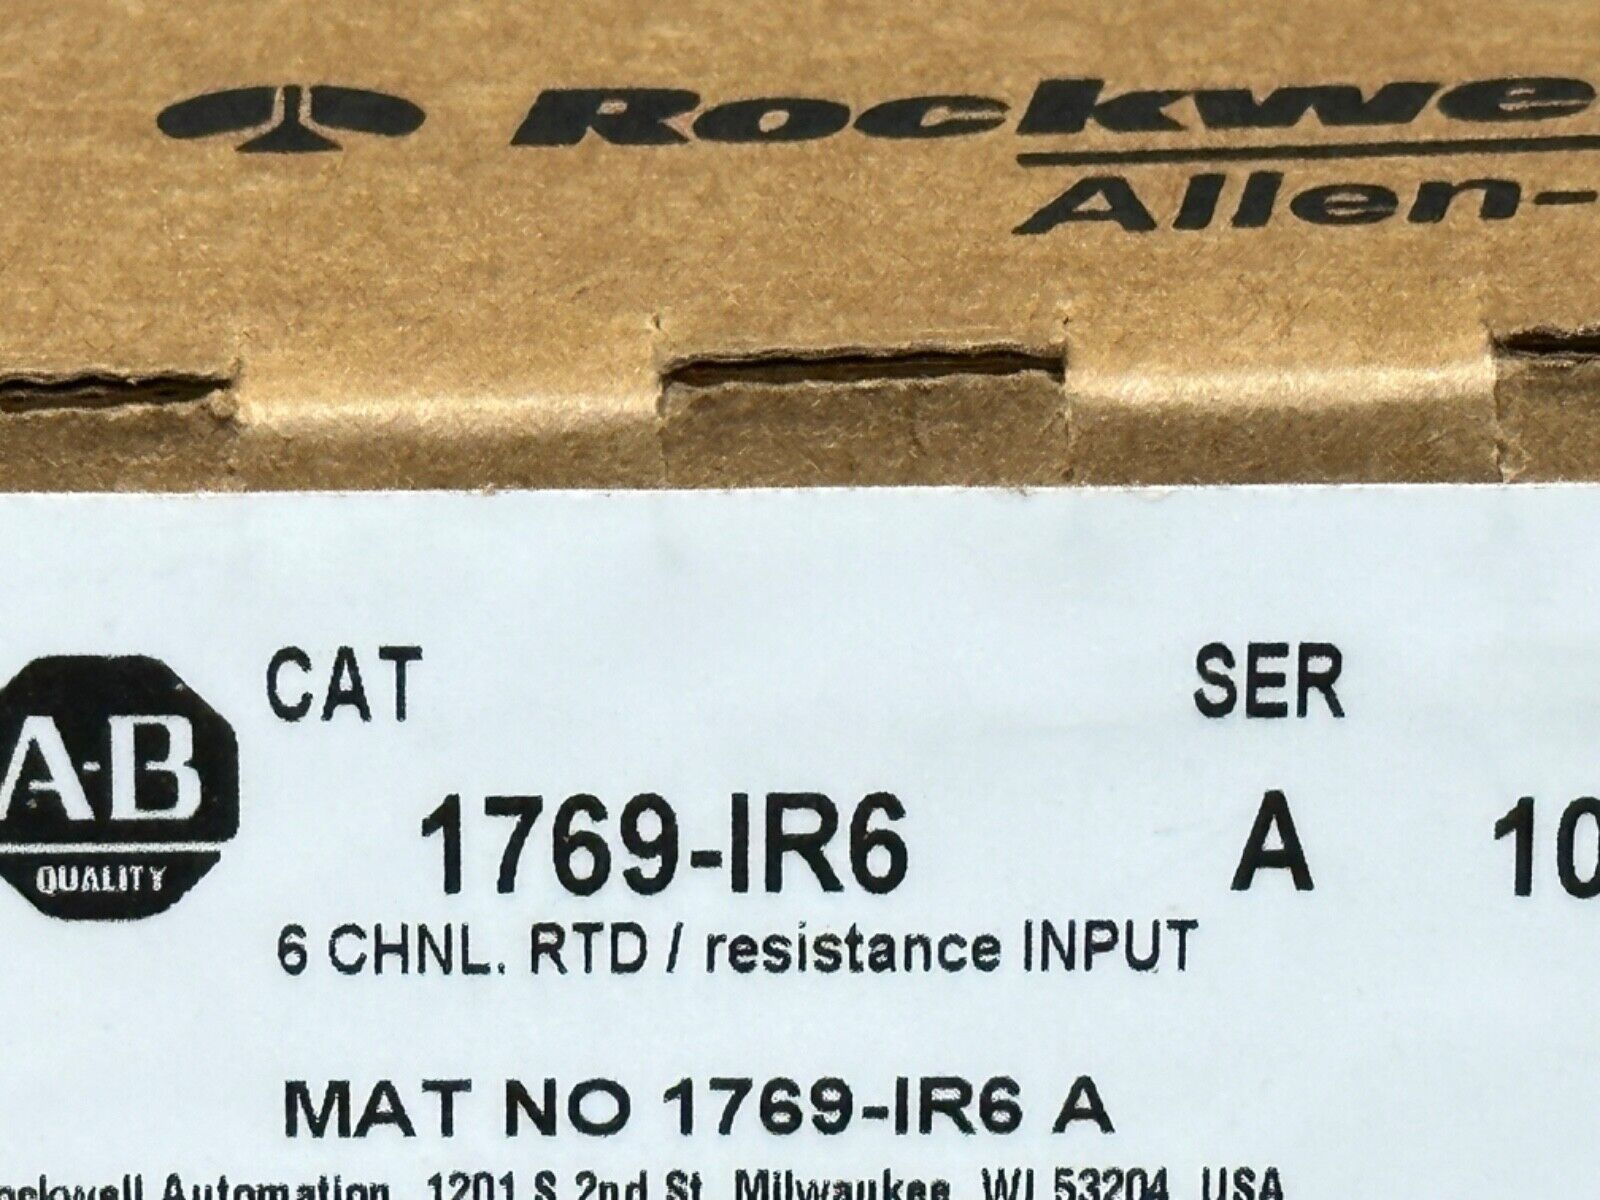 Rockwe
Allen-
CAT SER
A-B
QUALITY
1769-IR6 A 10
6 CHNL. RTD / resistance INPUT
MAT NO 1769-IR6 A
ockwell Automation, 1201 S 2nd St, Milwaukee, WI 53204, USA